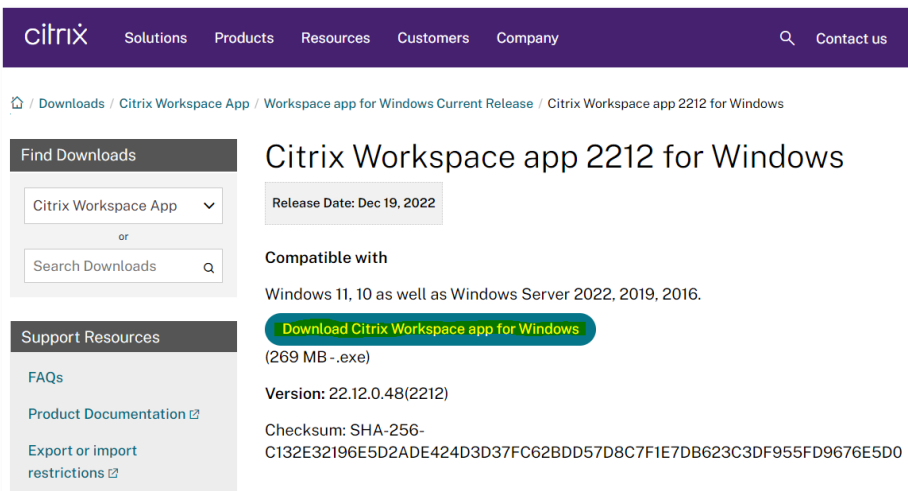 citrix Solutions Products Resources Customers Company Contact us
/ Downloads / Citrix Workspace App / Workspace app for Windows Current Release / Citrix Workspace app 2212 for Windows
Find Downloads
Citrix Workspace App
or
Search Downloads
Support Resources
FAQs
Product Documentation
Export or import
restrictions
Citrix Workspace app 2212 for Windows
Release Date: Dec 19, 2022
Compatible with
Windows 11, 10 as well as Windows Server 2022, 2019, 2016.
Download Citrix Workspace app for Windows
(269 MB - .exe)
Version: 22.12.0.48(2212)
Checksum: SHA-256-
C132E32196E5D2ADE424D3D37FC62BDD57D8C7F1E7DB623C3DF955FD9676E5D0